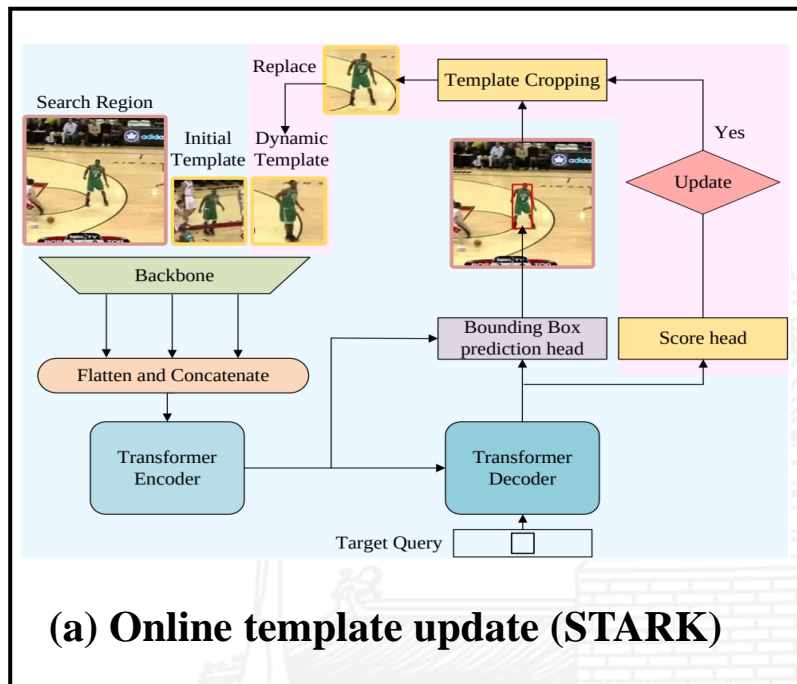 Replace
Template Cropping
Search Region
Initial
Template
Dynamic
Template
Yes
Update
adidas
Backbone
Bounding Box
prediction head
Score head
Flatten and Concatenate
Transformer
Encoder
Transformer
Decoder
Target Query
(a) Online template update (STARK)